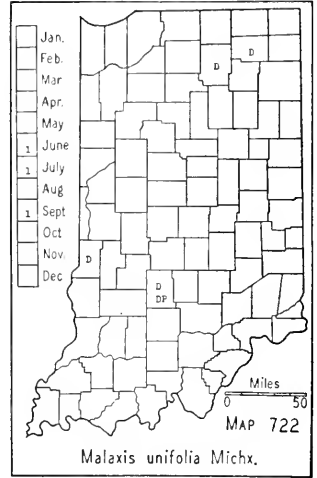 Jan.
Feb.
Mar
Apr.
May
1 June
1 July
Aug
1 Sept
Oct
Nov.
Dec
D
D
D
D
DP
Miles
0 50
MAP 722
Malaxis unifolia Michx.